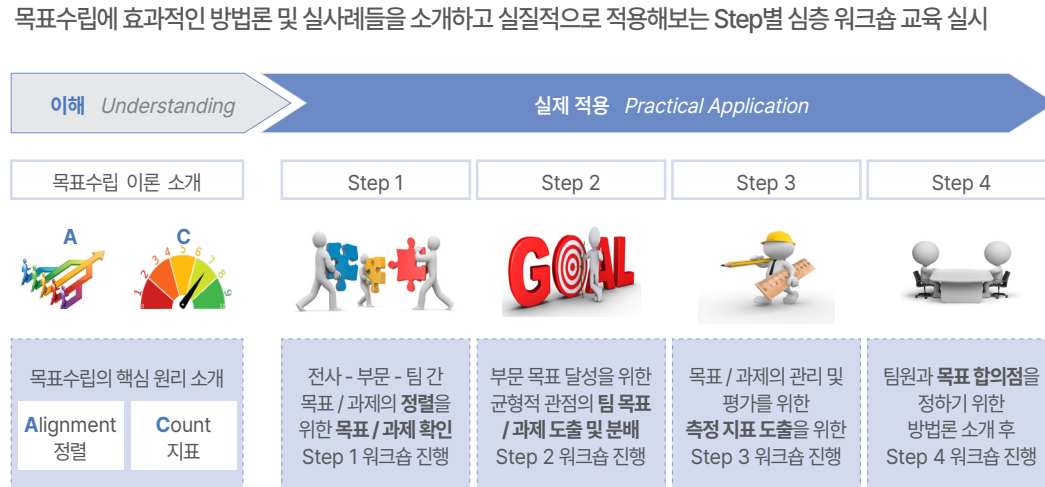 목표수립에 효과적인 방법론 및 실사례들을 소개하고 실질적으로 적용해보는 Step별 심층 워크숍 교육 실시
이해 Understanding
실제 적용 Practical Application
목표수립 이론 소개
Step 1
Step 2
Step 3
Step 4
A
C
1 2 3 4 5 6 7 8 9
GOAL
목표수립의 핵심 원리 소개
Alignment
정렬
Count
지표
전사 - 부문 - 팀 간
목표 / 과제의 정렬을
위한 목표 / 과제 확인
Step 1 워크숍 진행
부문 목표 달성을 위한
균형적 관점의 팀 목표
/ 과제 도출 및 분배
Step 2 워크숍 진행
목표 / 과제의 관리 및
평가를 위한
측정 지표 도출을 위한
Step 3 워크숍 진행
팀원과 목표 합의점을
정하기 위한
방법론 소개 후
Step 4 워크숍 진행